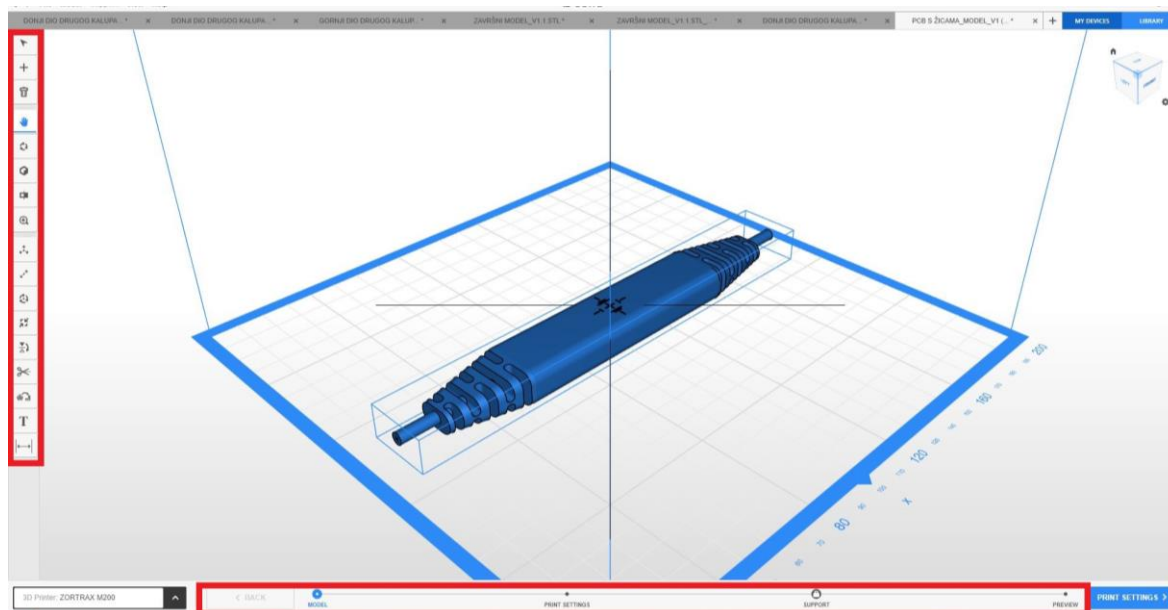 DONJI DIO DRUGOG KALUPA...*
DONJI DIO DRUGOG KALUPA...*
GORNJI DIO DRUGOG KALUP...*
ZAVRŠNI MODEL_V1.1.STL*
ZAVRŠNI MODEL_V1.1.STL_...*
DONJI DIO DRUGOG KALUPA...*
PCB S ŽICAMA_MODEL_V1 (...*
MY DEVICES
LIBRARY
200
160
120
80
X
T
3D Printer: ZORTRAX M200
< BACK
MODEL
PRINT SETTINGS
SUPPORT
PREVIEW
PRINT SETTINGS >